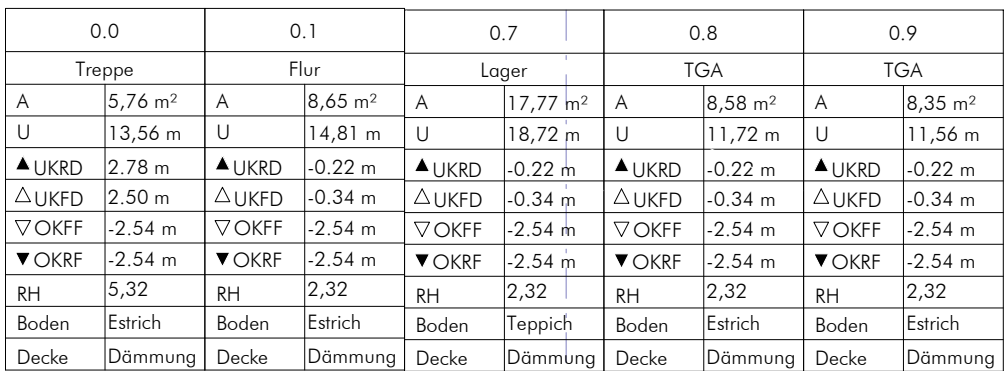 0.0 0.1 0.7 0.8 0.9
Treppe Flur Lager TGA TGA
A 5,76 m² A 8,65 m² A 17,77 m² A 8,58 m² A 8,35 m²
U 13,56 m U 14,81 m U 18,72 m U 11,72 m U 11,56 m
▲UKRD 2.78 m ▲UKRD -0.22 m ▲UKRD -0.22 m ▲UKRD -0.22 m ▲UKRD -0.22 m
△UKFD 2.50 m △UKFD -0.34 m △UKFD -0.34 m △UKFD -0.34 m △UKFD -0.34 m
▽OKFF -2.54 m ▽OKFF -2.54 m ▽OKFF -2.54 m ▽OKFF -2.54 m ▽OKFF -2.54 m
▼OKRF -2.54 m ▼OKRF -2.54 m ▼OKRF -2.54 m ▼OKRF -2.54 m ▼OKRF -2.54 m
RH 5,32 RH 2,32 RH 2,32 RH 2,32 RH 2,32
Boden Estrich Boden Estrich Boden Teppich Boden Estrich Boden Estrich
Decke Dämmung Decke Dämmung Decke Dämmung Decke Dämmung Decke Dämmung